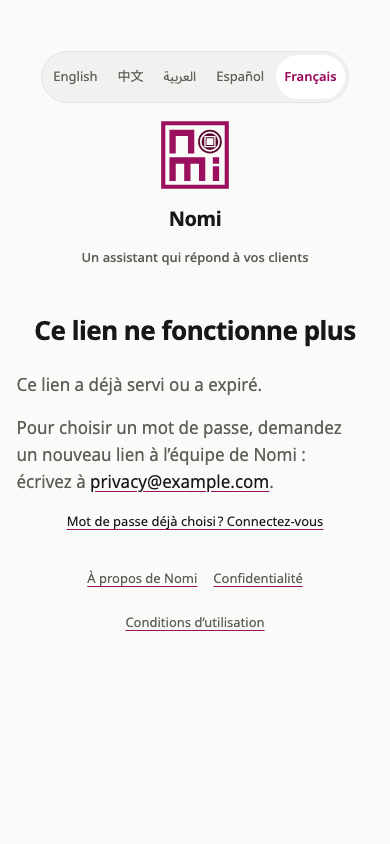 English 中文 العربية Español Français
nomi
Nomi
Un assistant qui répond à vos clients
Ce lien ne fonctionne plus
Ce lien a déjà servi ou a expiré.
Pour choisir un mot de passe, demandez
un nouveau lien à l’équipe de Nomi :
écrivez à privacy@example.com.
Mot de passe déjà choisi ? Connectez-vous
À propos de Nomi Confidentialité
Conditions d’utilisation